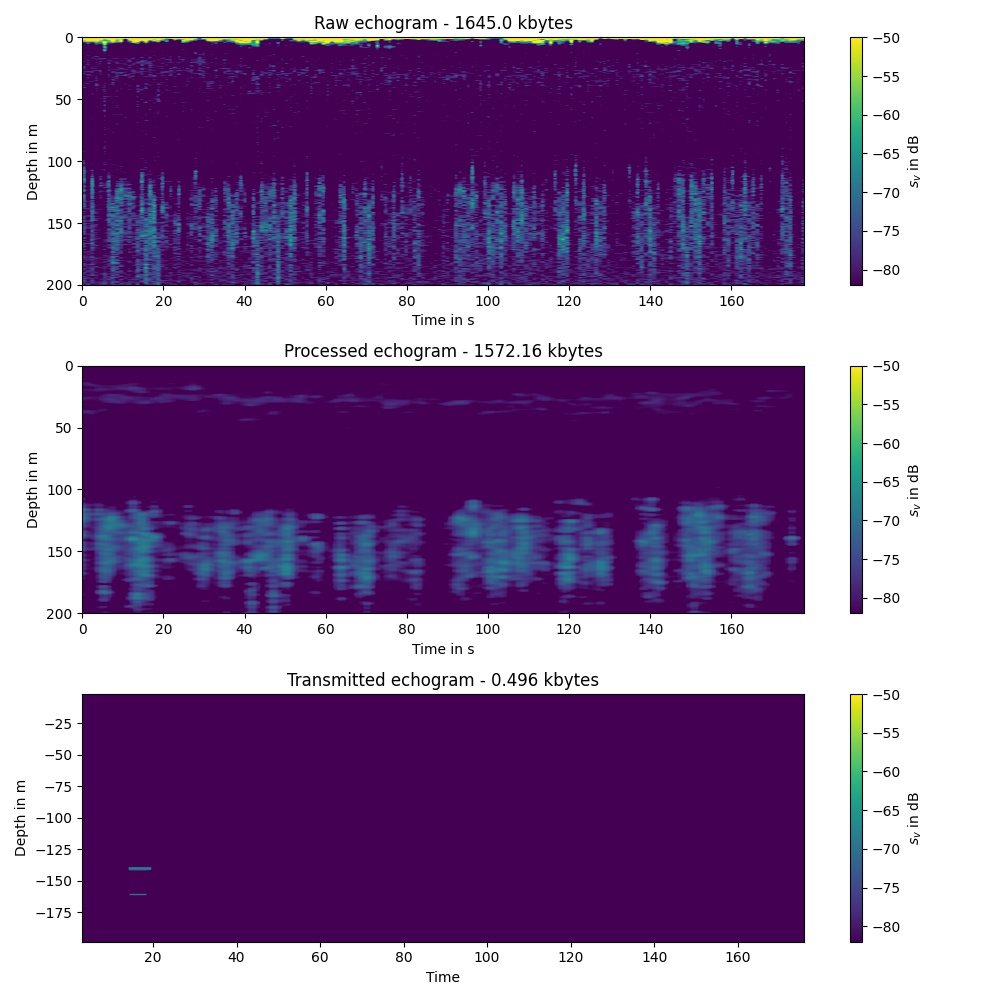 Raw echogram - 1645.0 kbytes
0
50
100
150
200
Depth in m
0 20 40 60 80 100 120 140 160
Time in s
−50
−55
−60
−65
−70
−75
−80
sv in dB
Processed echogram - 1572.16 kbytes
0
50
100
150
200
Depth in m
0 20 40 60 80 100 120 140 160
Time in s
−50
−55
−60
−65
−70
−75
−80
sv in dB
Transmitted echogram - 0.496 kbytes
−25
−50
−75
−100
−125
−150
−175
Depth in m
20 40 60 80 100 120 140 160
Time
−50
−55
−60
−65
−70
−75
−80
sv in dB